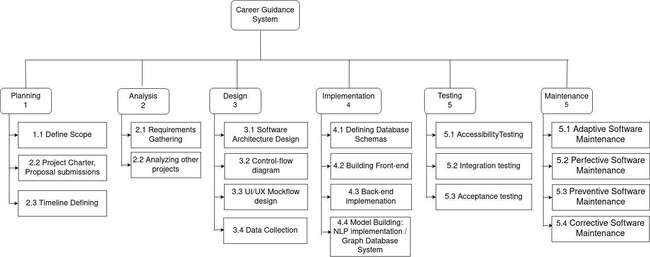 Career Guidance
System
Planning
1
Analysis
2
Design
3
Implementation
4
Testing
5
Maintenance
5
1.1 Define Scope
2.2 Project Charter,
Proposal submissions
2.3 Timeline Defining
2.1 Requirements
Gathering
2.2 Analyzing other
projects
3.1 Software
Architecture Design
3.2 Control-flow
diagram
3.3 UI/UX Mockflow
design
3.4 Data Collection
4.1 Defining Database
Schemas
4.2 Building Front-end
4.3 Back-end
implemenation
4.4 Model Building:
NLP implementation /
Graph Database
System
5.1 AccessibilityTesting
5.2 Integration testing
5.3 Acceptance testing
5.1 Adaptive Software
Maintenance
5.2 Perfective Software
Maintenance
5.3 Preventive Software
Maintenance
5.4 Corrective Software
Maintenance